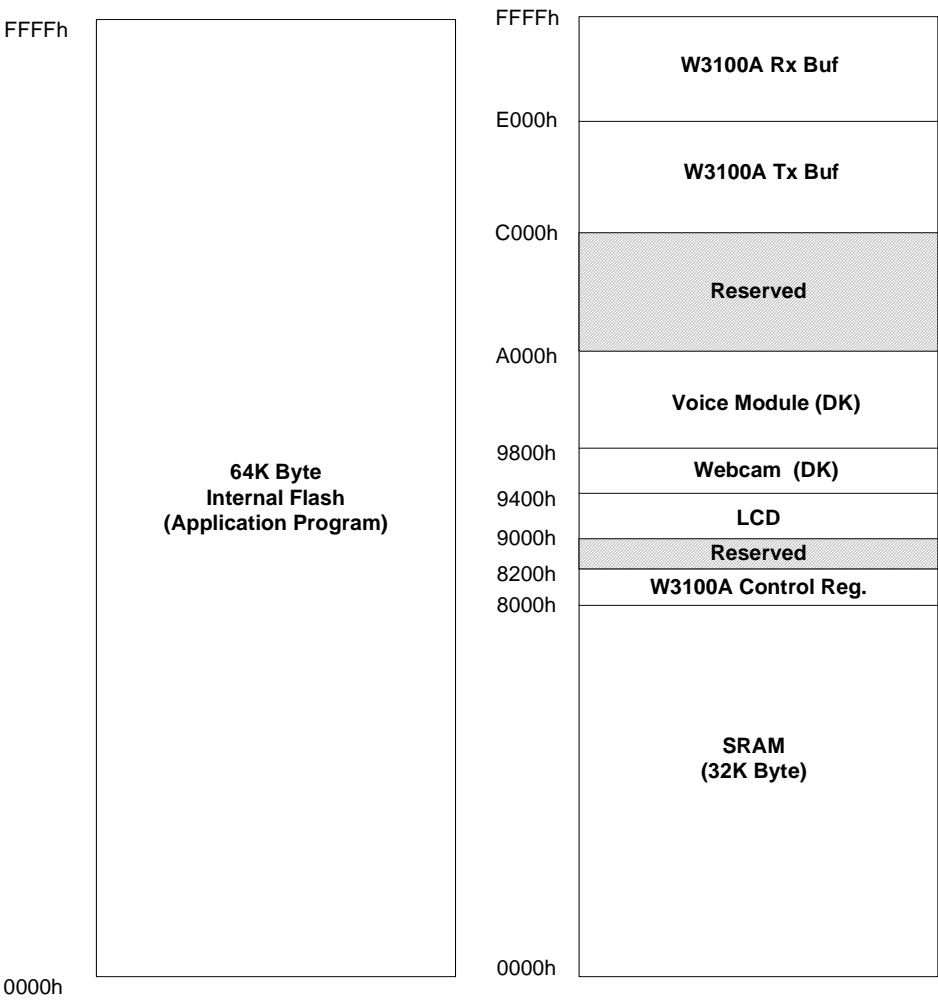 FFFFh
64K Byte
Internal Flash
(Application Program)
0000h
FFFFh
W3100A Rx Buf
E000h
W3100A Tx Buf
C000h
Reserved
A000h
Voice Module (DK)
9800h
Webcam (DK)
9400h
LCD
9000h
Reserved
8200h
W3100A Control Reg.
8000h
SRAM
(32K Byte)
0000h